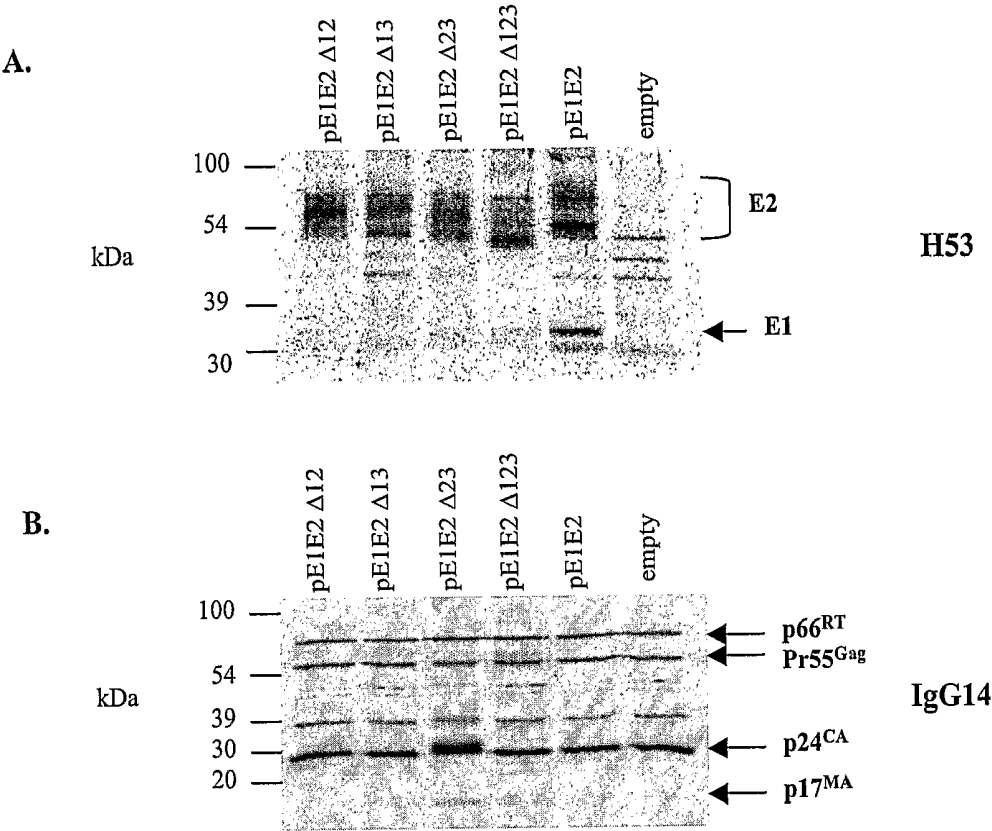 A.
pE1E2 Δ12
pE1E2 Δ13
pE1E2 Δ23
pE1E2 Δ123
pE1E2
empty
100
54
39
30
kDa
E2
E1
H53
B.
pE1E2 Δ12
pE1E2 Δ13
pE1E2 Δ23
pE1E2 Δ123
pE1E2
empty
100
54
39
30
20
kDa
p66RT
Pr55Gag
p24CA
p17MA
IgG14